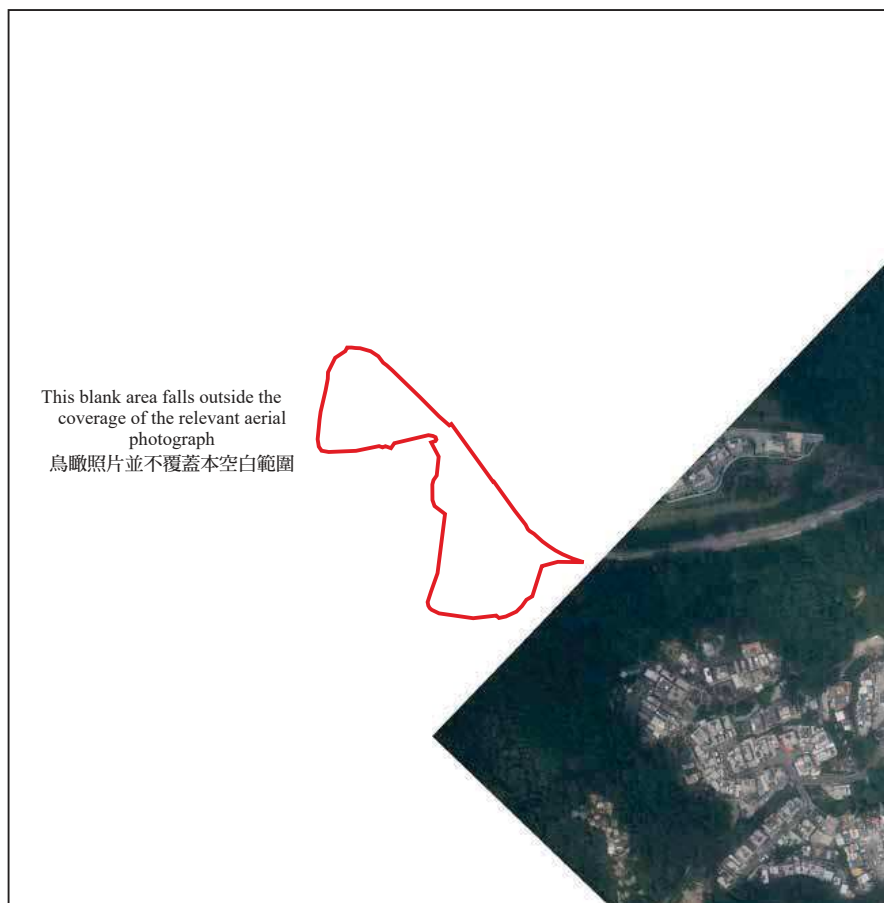 This blank area falls outside the
coverage of the relevant aerial
photograph
鳥瞰照片並不覆蓋本空白範圍